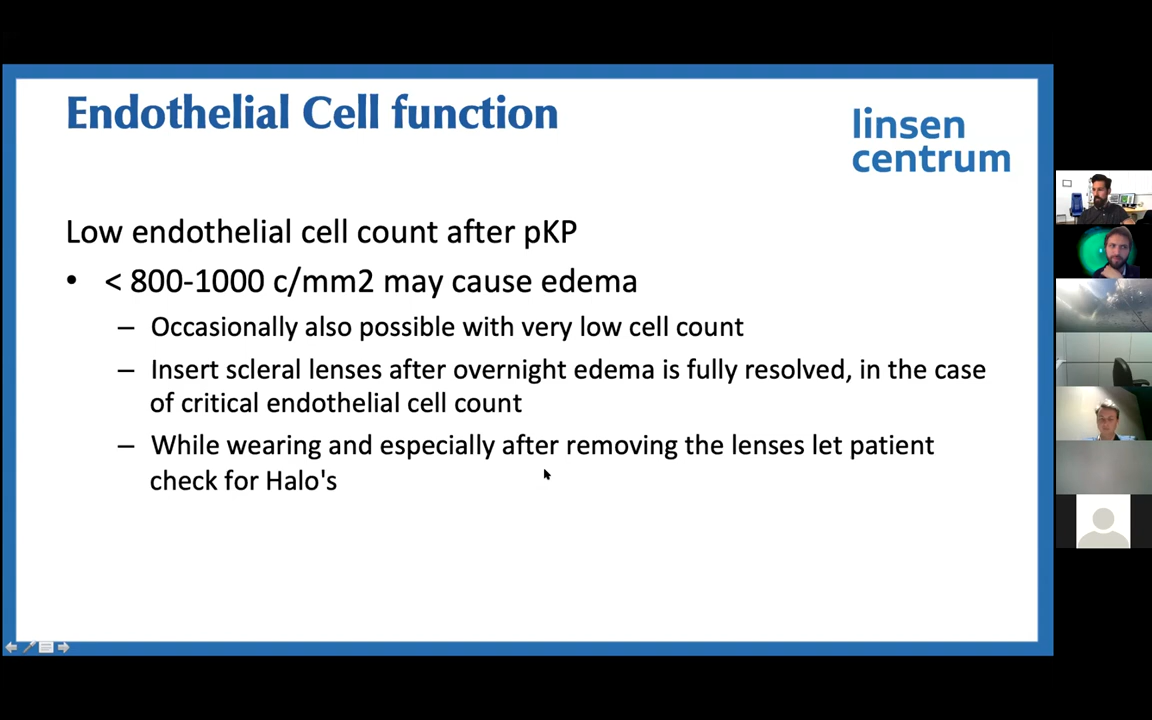 Endothelial Cell function
linsen
centrum
Low endothelial cell count after pKP
• < 800-1000 c/mm2 may cause edema
– Occasionally also possible with very low cell count
– Insert scleral lenses after overnight edema is fully resolved, in the case
of critical endothelial cell count
– While wearing and especially after removing the lenses let patient
check for Halo's